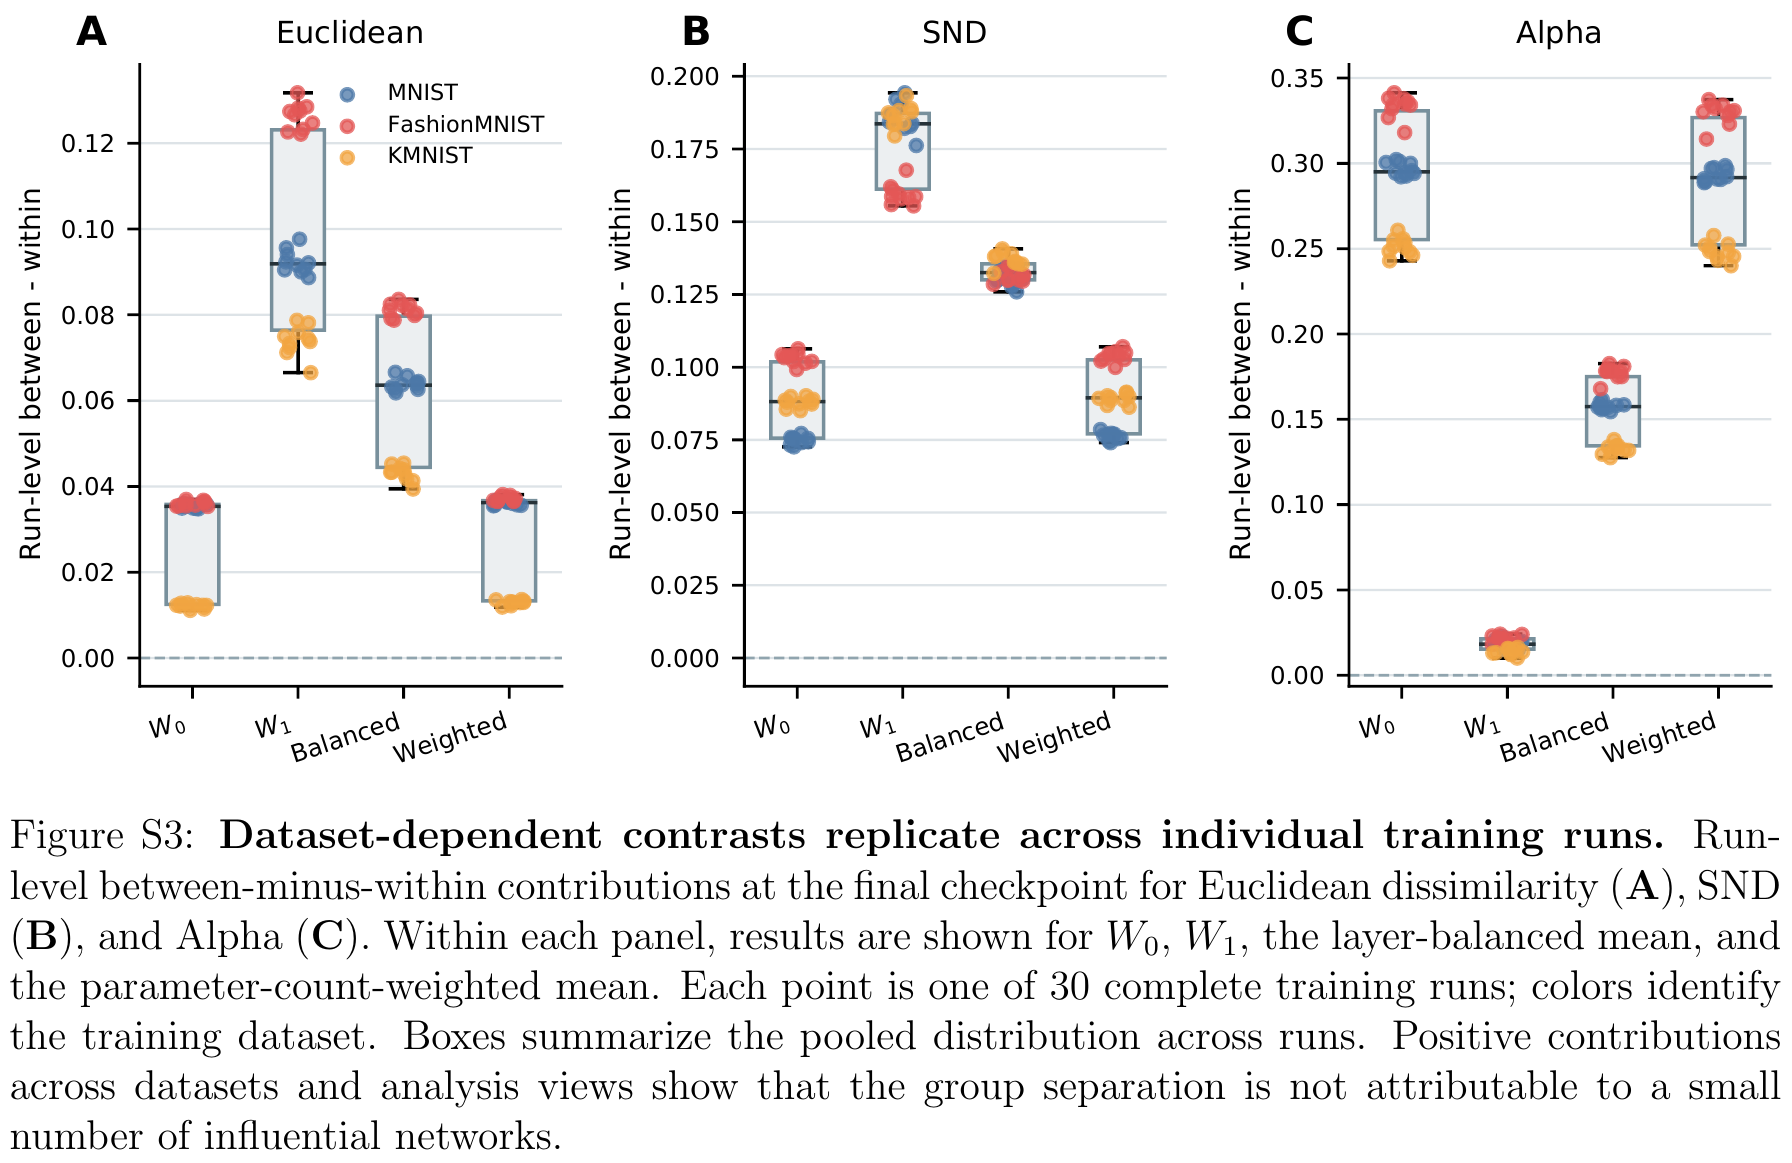 A
Euclidean
Run-level between - within
0.12
0.10
0.08
0.06
0.04
0.02
0.00
MNIST
FashionMNIST
KMNIST
W0
W1
Balanced
Weighted
B
SND
Run-level between - within
0.200
0.175
0.150
0.125
0.100
0.075
0.050
0.025
0.000
W0
W1
Balanced
Weighted
C
Alpha
Run-level between - within
0.35
0.30
0.25
0.20
0.15
0.10
0.05
0.00
W0
W1
Balanced
Weighted
Figure S3: Dataset-dependent contrasts replicate across individual training runs. Run-
level between-minus-within contributions at the final checkpoint for Euclidean dissimilarity (A), SND
(B), and Alpha (C). Within each panel, results are shown for W0, W1, the layer-balanced mean, and
the parameter-count-weighted mean. Each point is one of 30 complete training runs; colors identify
the training dataset. Boxes summarize the pooled distribution across runs. Positive contributions
across datasets and analysis views show that the group separation is not attributable to a small
number of influential networks.